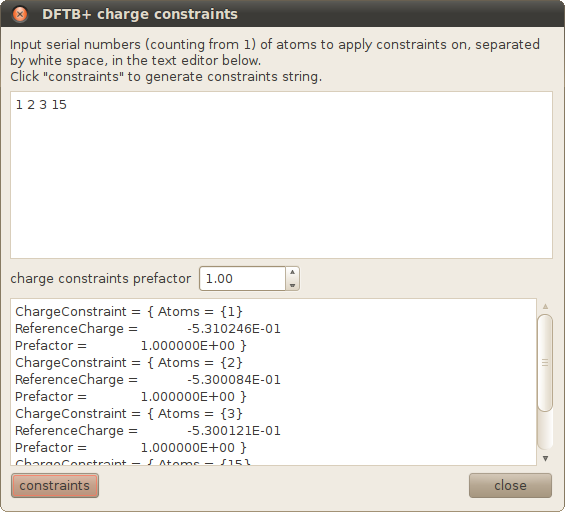 DFTB+ charge constraints
Input serial numbers (counting from 1) of atoms to apply constraints on, separated
by white space, in the text editor below.
Click "constraints" to generate constraints string.
1 2 3 15
charge constraints prefactor 1.00
ChargeConstraint = { Atoms = {1}
ReferenceCharge = -5.310246E-01
Prefactor = 1.000000E+00 }
ChargeConstraint = { Atoms = {2}
ReferenceCharge = -5.300084E-01
Prefactor = 1.000000E+00 }
ChargeConstraint = { Atoms = {3}
ReferenceCharge = -5.300121E-01
Prefactor = 1.000000E+00 }
ChargeConstraint = { Atoms = {15}
constraints close